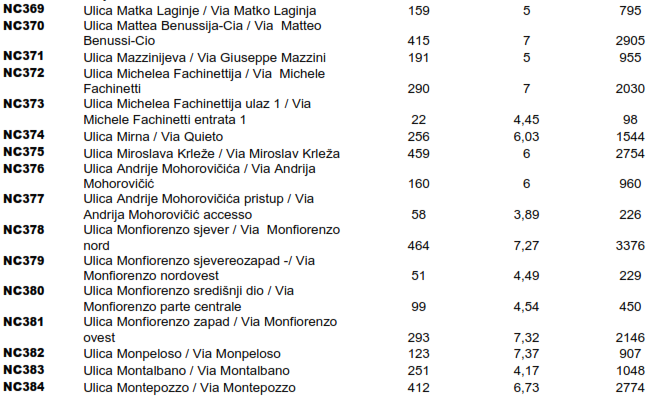 NC369 Ulica Matka Laginje / Via Matko Laginja 159 5 795
NC370 Ulica Mattea Benussija-Cia / Via Matteo
Benussi-Cio 415 7 2905
NC371 Ulica Mazzinijeva / Via Giuseppe Mazzini 191 5 955
NC372 Ulica Michelea Fachinettija / Via Michele
Fachinetti 290 7 2030
NC373 Ulica Michelea Fachinettija ulaz 1 / Via
Michele Fachinetti entrata 1 22 4,45 98
NC374 Ulica Mirna / Via Quieto 256 6,03 1544
NC375 Ulica Miroslava Krleže / Via Miroslav Krleža 459 6 2754
NC376 Ulica Andrije Mohorovičića / Via Andrija
Mohorovičić 160 6 960
NC377 Ulica Andrije Mohorovičića pristup / Via
Andrija Mohorovičić accesso 58 3,89 226
NC378 Ulica Monfiorenzo sjever / Via Monfiorenzo
nord 464 7,27 3376
NC379 Ulica Monfiorenzo sjevereozapad -/ Via
Monfiorenzo nordovest 51 4,49 229
NC380 Ulica Monfiorenzo središnji dio / Via
Monfiorenzo parte centrale 99 4,54 450
NC381 Ulica Monfiorenzo zapad / Via Monfiorenzo
ovest 293 7,32 2146
NC382 Ulica Monpeloso / Via Monpeloso 123 7,37 907
NC383 Ulica Montalbano / Via Montalbano 251 4,17 1048
NC384 Ulica Montepozzo / Via Montepozzo 412 6,73 2774